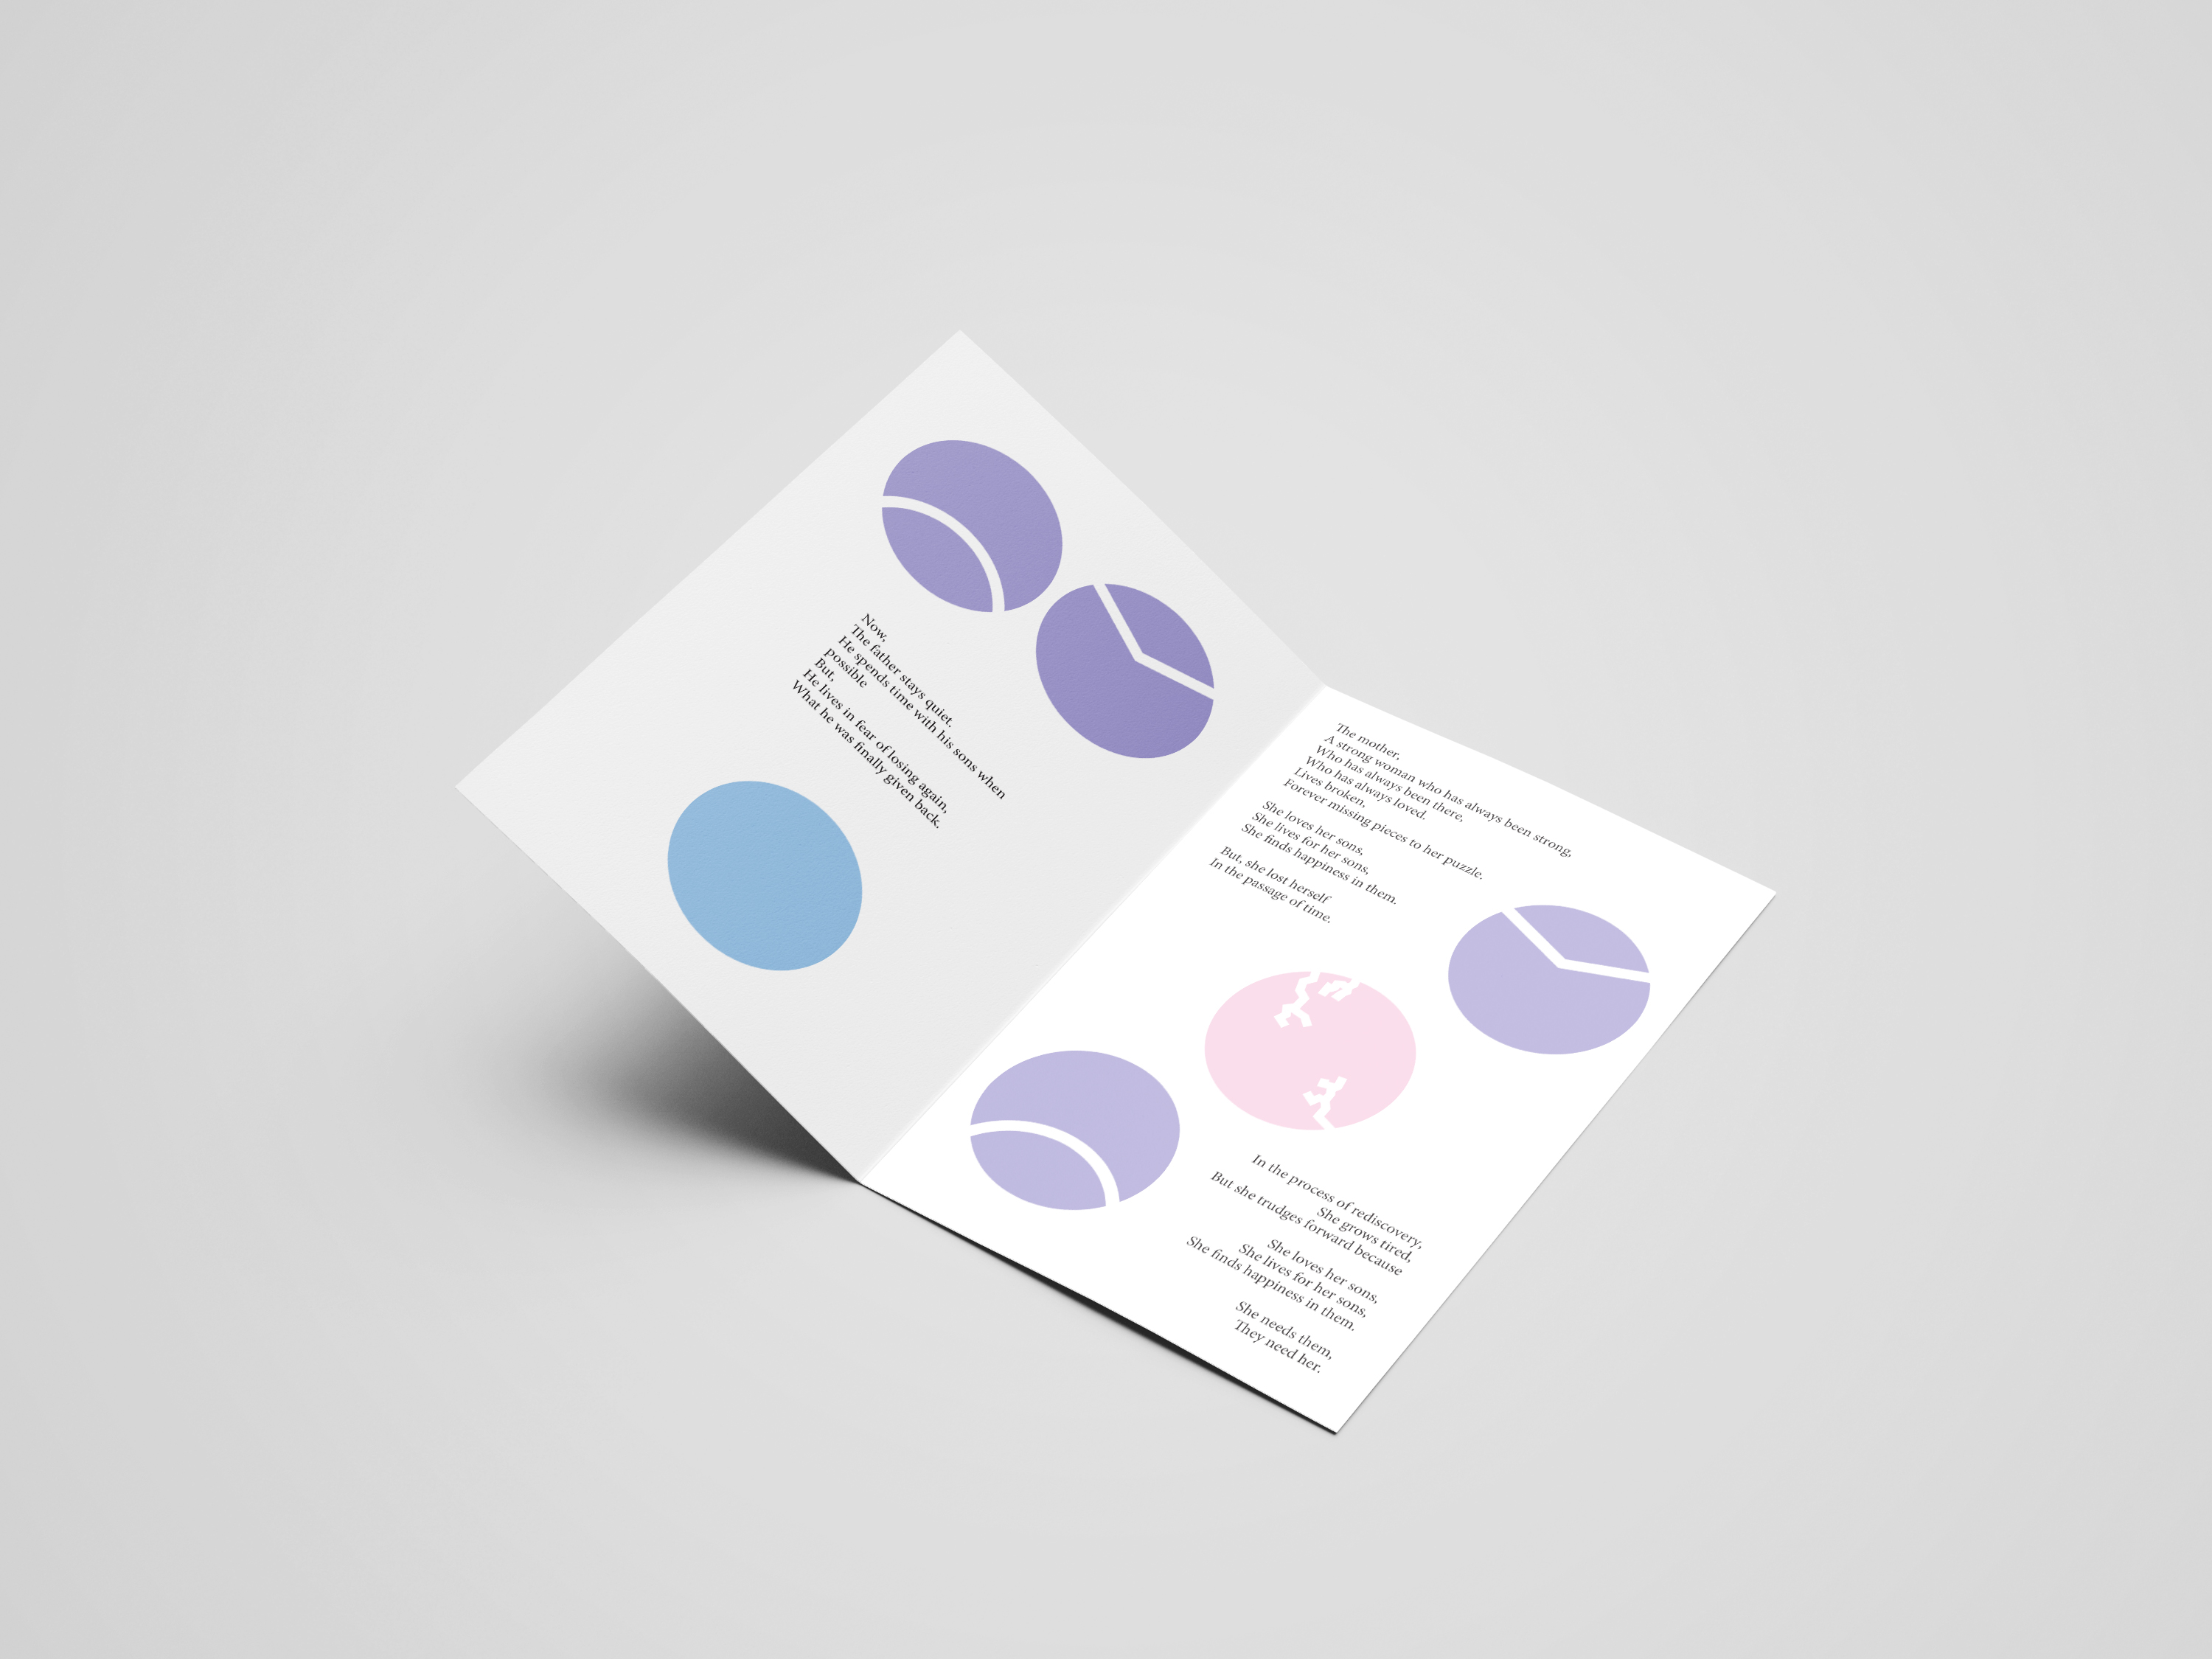 Now,
The father stays quiet.
He spends time with his sons when
possible
But,
He lives in fear of losing again,
What he was finally given back.
The mother,
A strong woman who has always been strong,
Who has always been there,
Who has always loved.
Lives broken,
Forever missing pieces to her puzzle.
She loves her sons,
She lives for her sons,
She finds happiness in them.
But, she lost herself
In the passage of time.
In the process of rediscovery,
She grows tired,
But she trudges forward because
She loves her sons,
She lives for her sons,
She finds happiness in them.
She needs them,
They need her.